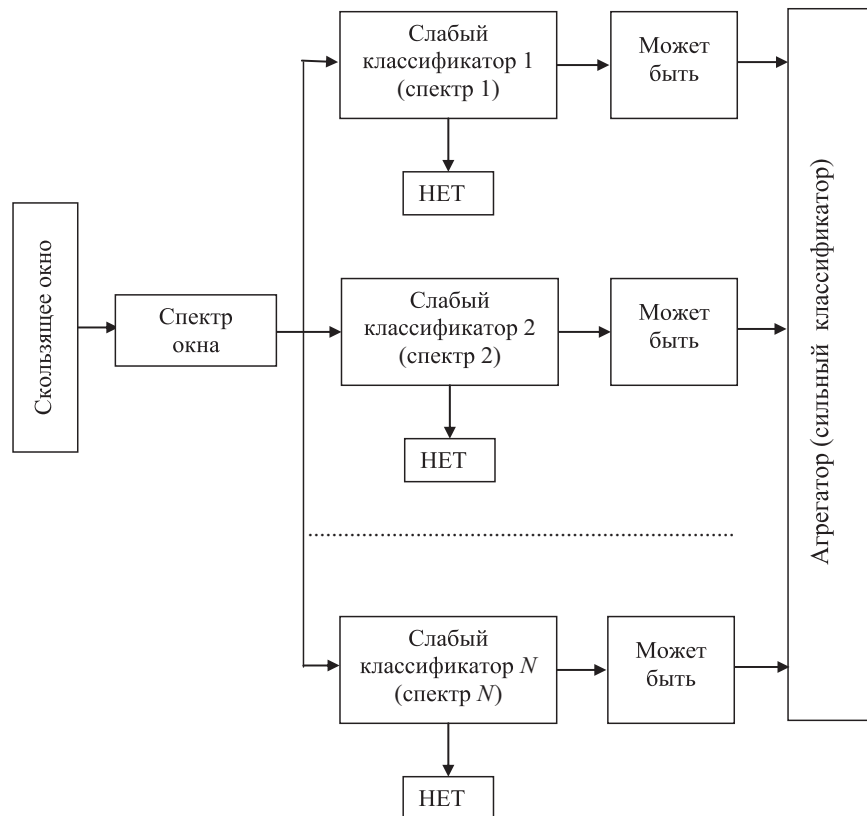 Скользящее окно
Спектр
окна
Слабый
классификатор 1
(спектр 1)
Может
быть
НЕТ
Слабый
классификатор 2
(спектр 2)
Может
быть
НЕТ
Слабый
классификатор N
(спектр N)
Может
быть
НЕТ
Агрегатор (сильный классификатор)